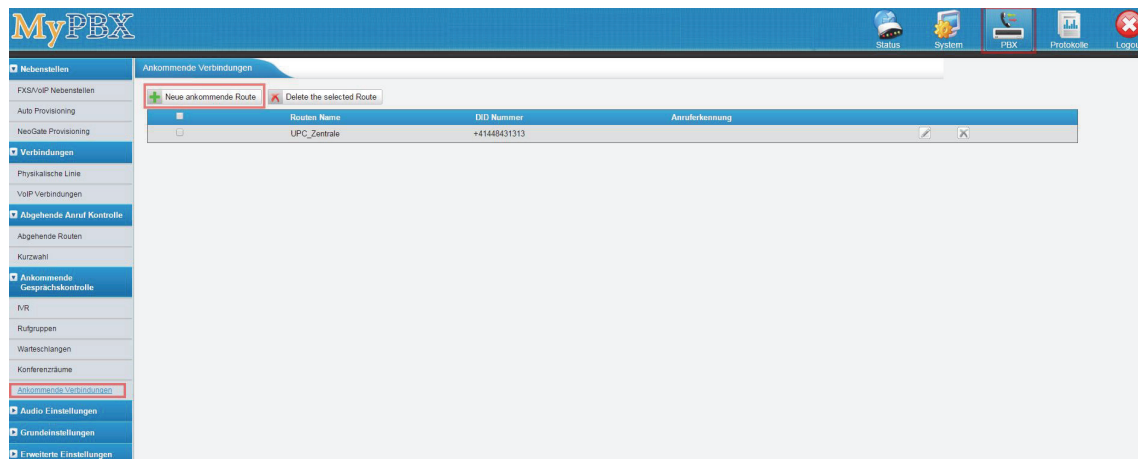 MyPBX
Status
System
PBX
Protokolle
Logou
Nebenstellen
FXS/VoIP Nebenstellen
Auto Provisioning
NeoGate Provisioning
Verbindungen
Physikalische Linie
VoIP Verbindungen
Abgehende Anruf Kontrolle
Abgehende Routen
Kurzwahl
Ankommende
Gesprächskontrolle
IVR
Rufgruppen
Warteschlangen
Konferenzräume
Ankommende Verbindungen
Audio Einstellungen
Grundeinstellungen
Erweiterte Einstellungen
Ankommende Verbindungen
Neue ankommende Route Delete the selected Route
Routen Name DID Nummer Anruferkennung
UPC_Zentrale +41448431313